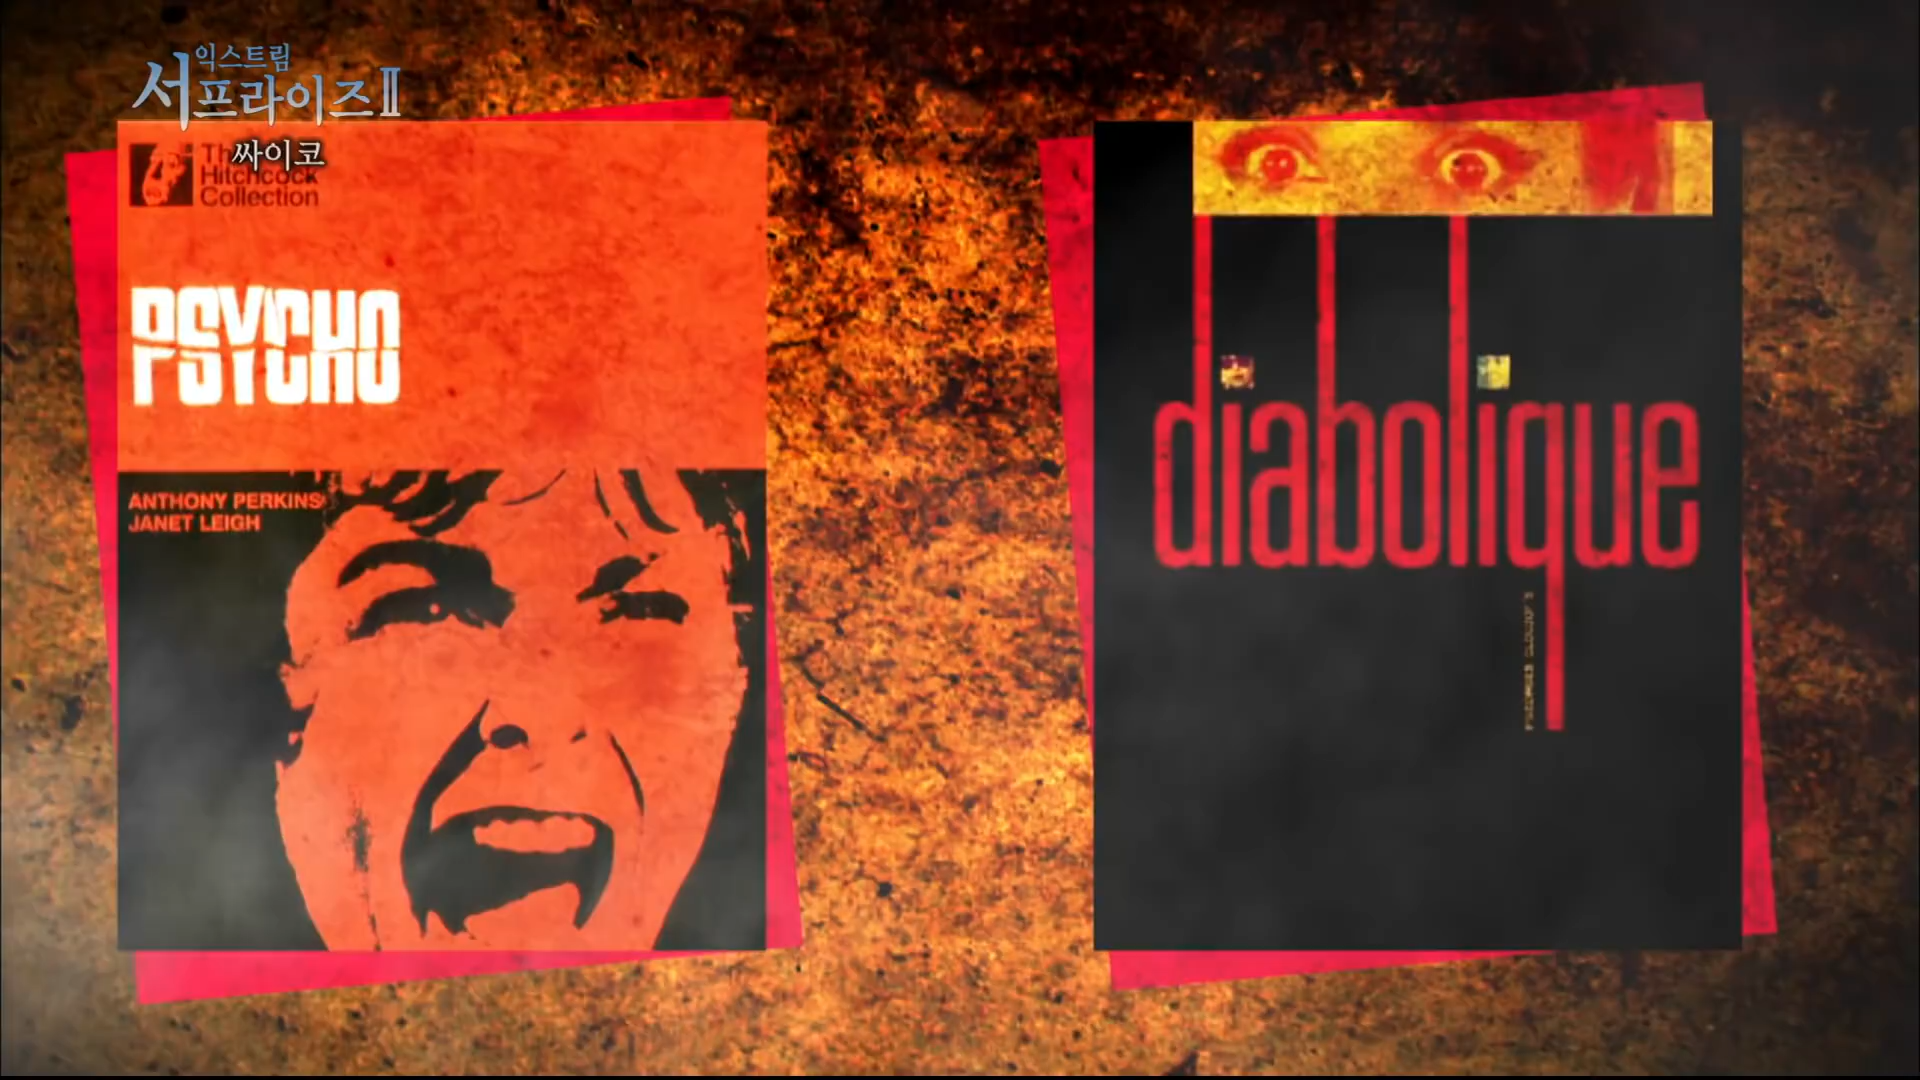 익스트림
서프라이즈Ⅱ
싸이코
The
Hitchcock
Collection
PSYCHO
ANTHONY PERKINS
JANET LEIGH
diabolique